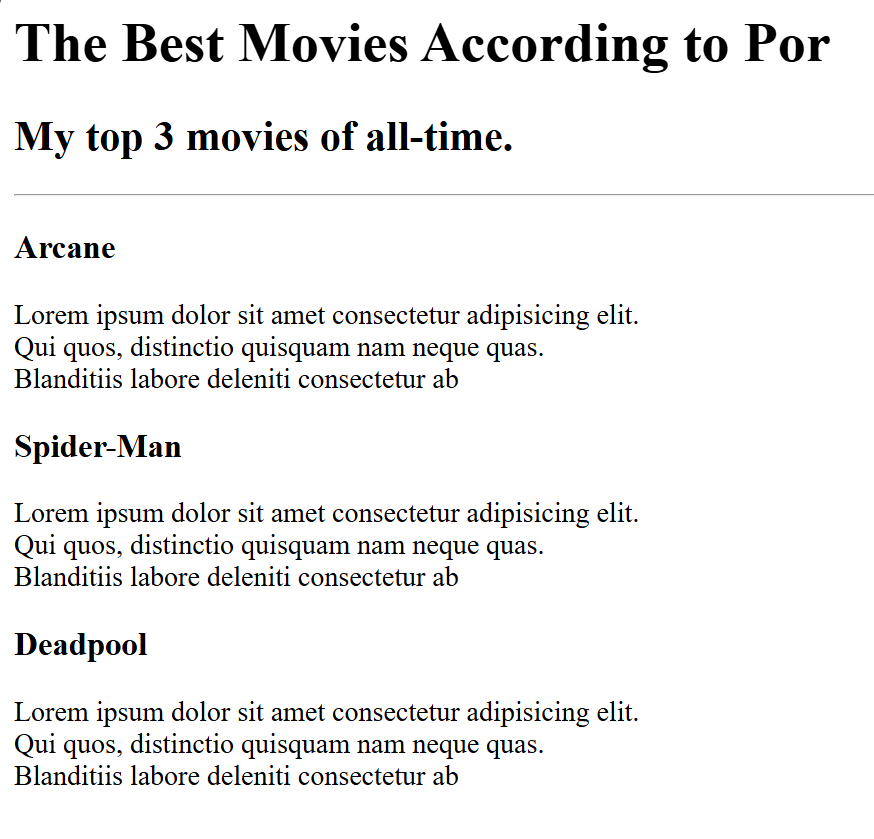 The Best Movies According to Por
My top 3 movies of all-time.
Arcane
Lorem ipsum dolor sit amet consectetur adipisicing elit.
Qui quos, distinctio quisquam nam neque quas.
Blanditiis labore deleniti consectetur ab
Spider-Man
Lorem ipsum dolor sit amet consectetur adipisicing elit.
Qui quos, distinctio quisquam nam neque quas.
Blanditiis labore deleniti consectetur ab
Deadpool
Lorem ipsum dolor sit amet consectetur adipisicing elit.
Qui quos, distinctio quisquam nam neque quas.
Blanditiis labore deleniti consectetur ab